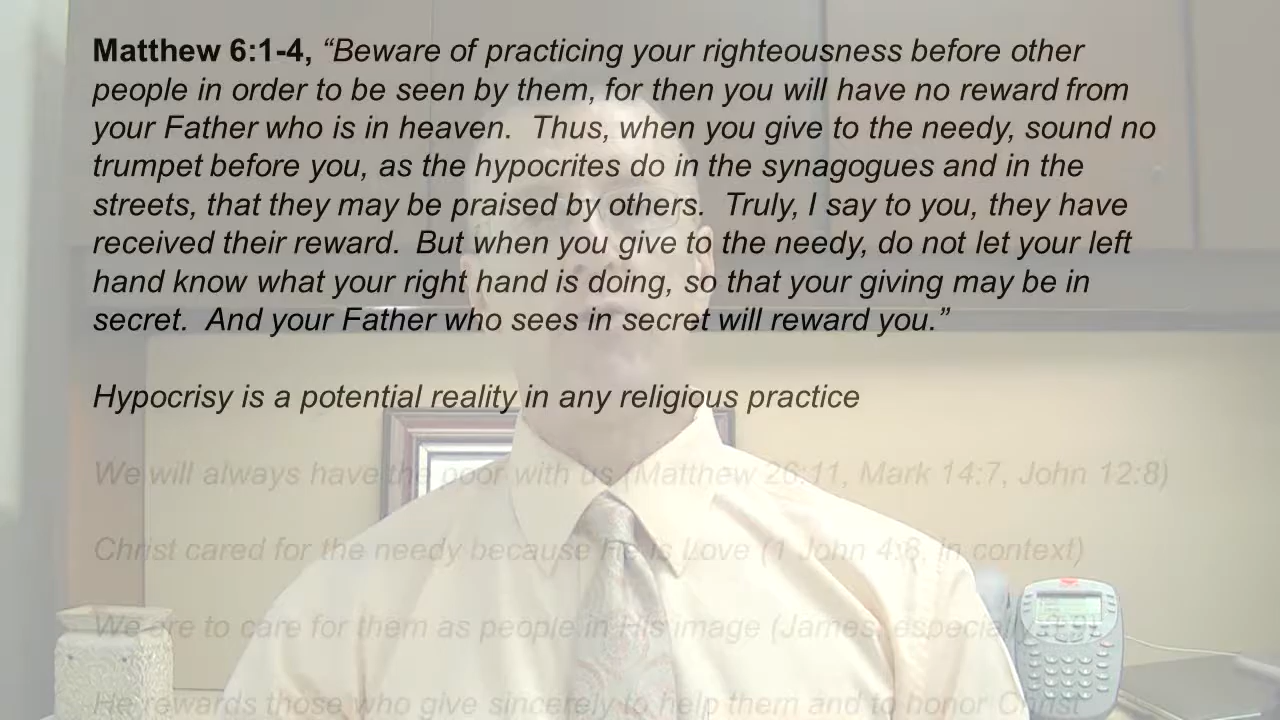 Matthew 6:1-4, “Beware of practicing your righteousness before other
people in order to be seen by them, for then you will have no reward from
your Father who is in heaven.  Thus, when you give to the needy, sound no
trumpet before you, as the hypocrites do in the synagogues and in the
streets, that they may be praised by others.  Truly, I say to you, they have
received their reward.  But when you give to the needy, do not let your left
hand know what your right hand is doing, so that your giving may be in
secret.  And your Father who sees in secret will reward you.”
Hypocrisy is a potential reality in any religious practice
We will always have the poor with us (Matthew 26:11, Mark 14:7, John 12:8)
Christ cared for the needy because He is Love (1 John 4:8, in context)
We are to care for them as people in His image (James, especially
He rewards those who give sincerely to help them and to honor Christ